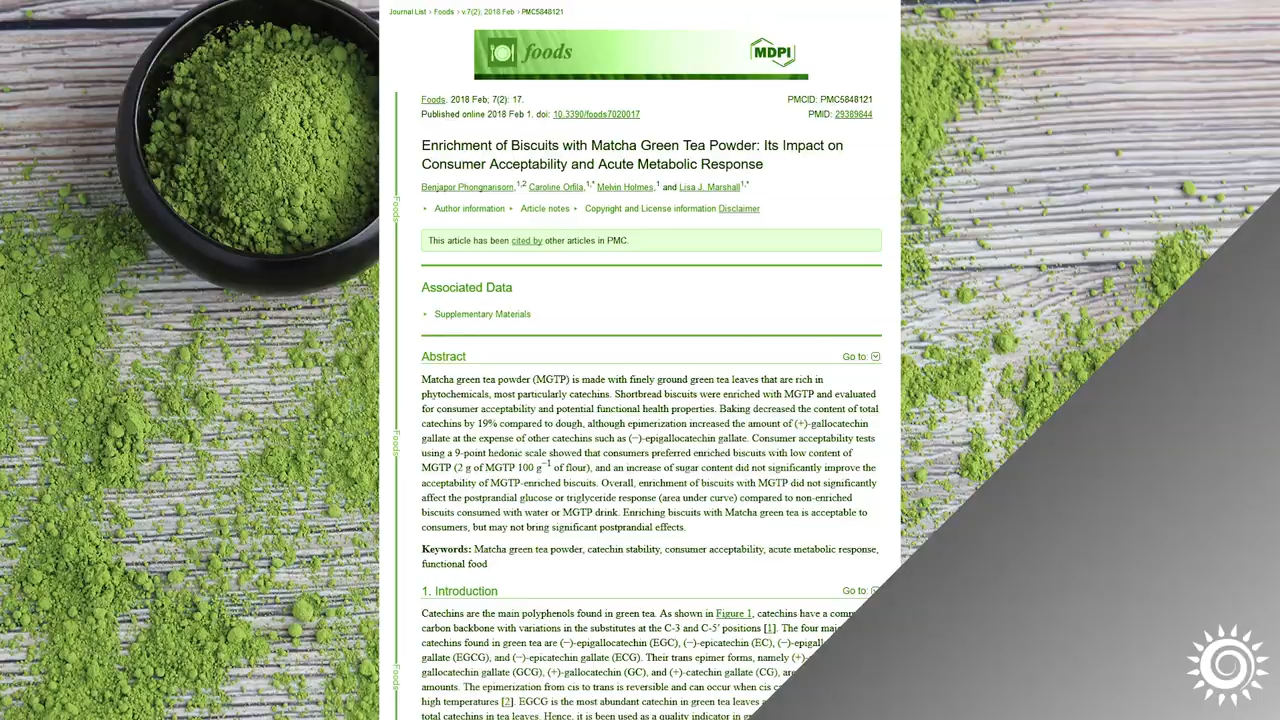 Journal List > Foods > v.7(2); 2018 Feb > PMC5848121
foods
MDPI
Foods. 2018 Feb; 7(2): 17.
PMCID: PMC5848121
Published online 2018 Feb 1. doi: 10.3390/foods7020017
PMID: 29389844
Enrichment of Biscuits with Matcha Green Tea Powder: Its Impact on
Consumer Acceptability and Acute Metabolic Response
Benjapor Phongnarisorn,1,2 Caroline Orfila,1,* Melvin Holmes,1 and Lisa J. Marshall1,*
Author information Article notes Copyright and License information Disclaimer
This article has been cited by other articles in PMC.
Associated Data
Supplementary Materials
Abstract
Go to:
Matcha green tea powder (MGTP) is made with finely ground green tea leaves that are rich in
phytochemicals, most particularly catechins. Shortbread biscuits were enriched with MGTP and evaluated
for consumer acceptability and potential functional health properties. Baking decreased the content of total
catechins by 19% compared to dough, although epimerization increased the amount of (+)-gallocatechin
gallate at the expense of other catechins such as (−)-epigallocatechin gallate. Consumer acceptability tests
using a 9-point hedonic scale showed that consumers preferred enriched biscuits with low content of
MGTP (2 g of MGTP 100 g−1 of flour), and an increase of sugar content did not significantly improve the
acceptability of MGTP-enriched biscuits. Overall, enrichment of biscuits with MGTP did not significantly
affect the postprandial glucose or triglyceride response (area under curve) compared to non-enriched
biscuits consumed with water or MGTP drink. Enriching biscuits with Matcha green tea is acceptable to
consumers, but may not bring significant postprandial effects.
Keywords: Matcha green tea powder, catechin stability, consumer acceptability, acute metabolic response,
functional food
1. Introduction
Go to:
Catechins are the main polyphenols found in green tea. As shown in Figure 1, catechins have a
carbon backbone with variations in the substitutes at the C-3 and C-5′ positions [1]. The four
catechins found in green tea are (−)-epigallocatechin (EGC), (−)-epicatechin (EC),
gallate (EGCG), and (−)-epicatechin gallate (ECG). Their trans epimer forms, namely (+)-
gallocatechin gallate (GCG), (+)-gallocatechin (GC), and (+)-catechin gallate (CG),
amounts. The epimerization from cis to trans is reversible and can occur when cis
high temperatures [2]. EGCG is the most abundant catechin in green tea leaves
total catechins in tea leaves. Hence, it is been used as a quality indicator in
Foods
Foods
Foods